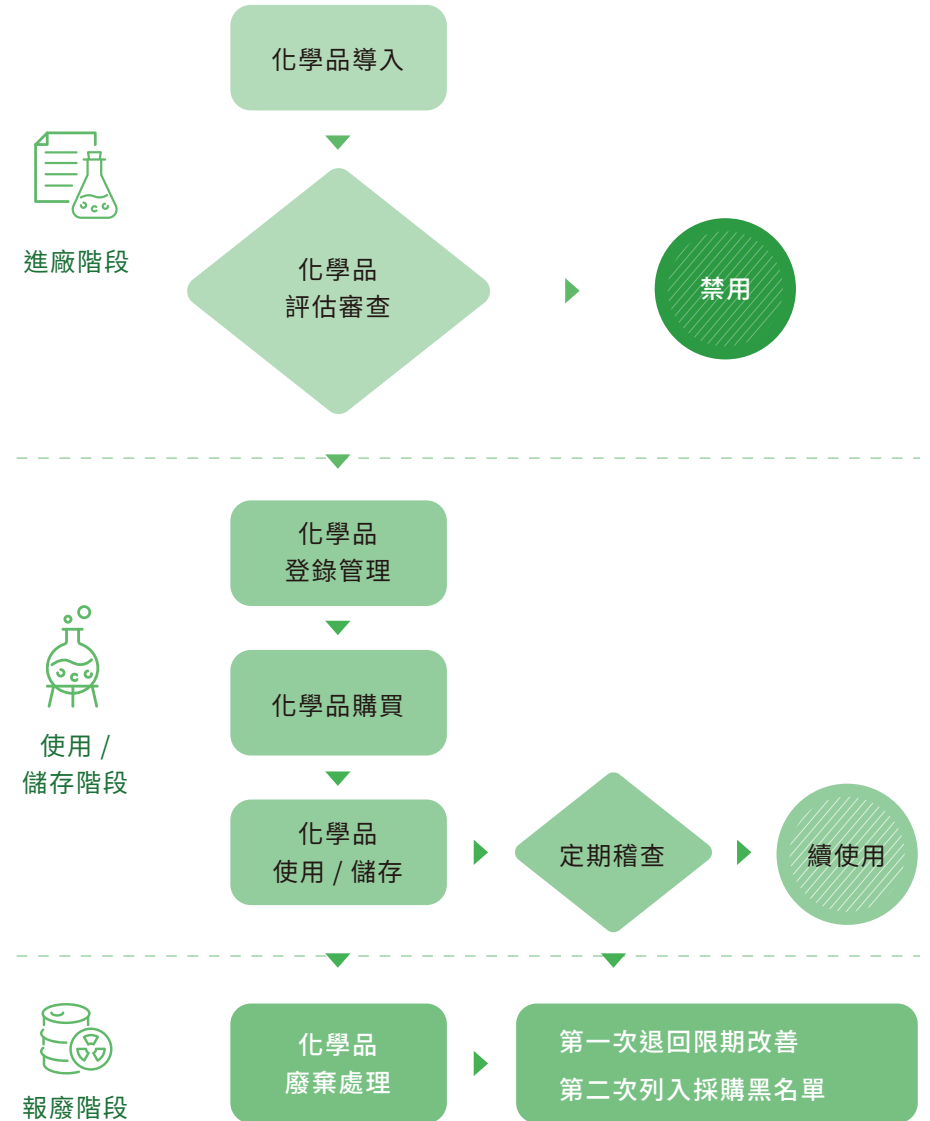 化學品導入
進廠階段
化學品
評估審查
禁用
化學品
登錄管理
化學品購買
使用 /
儲存階段
化學品
使用 / 儲存
定期稽查
續使用
報廢階段
化學品
廢棄處理
第一次退回限期改善
第二次列入採購黑名單